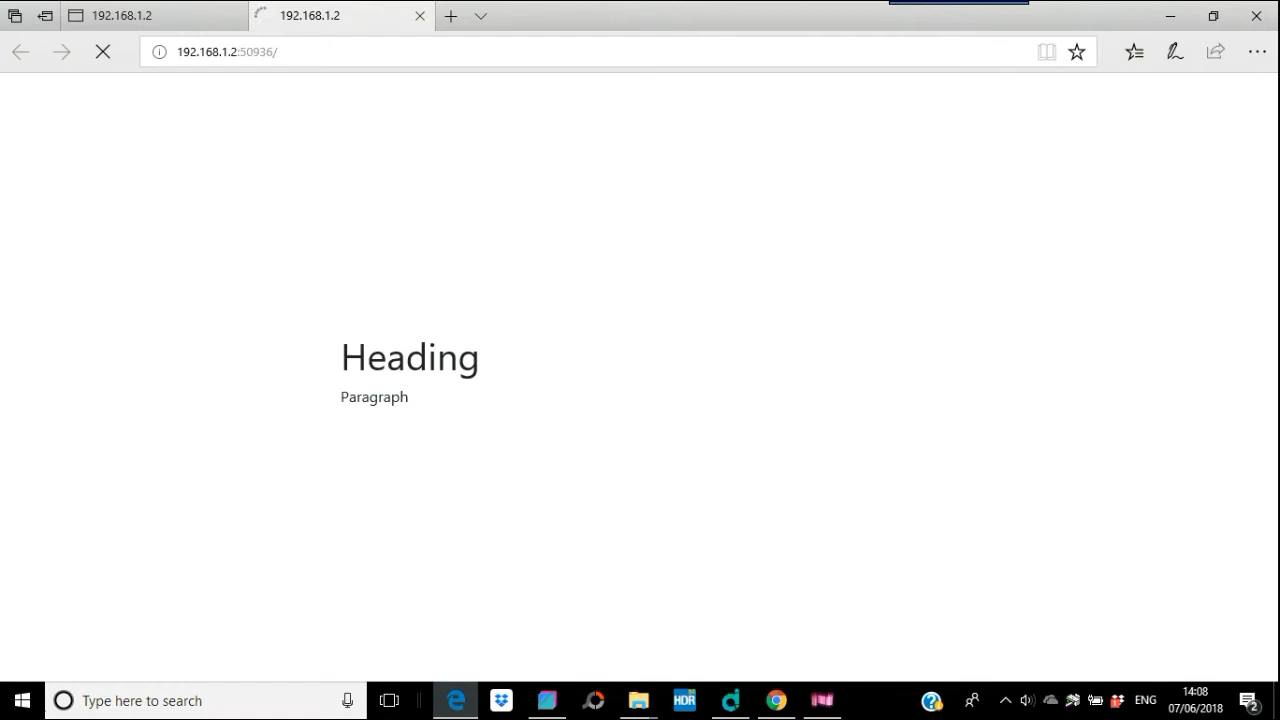 192.168.1.2
192.168.1.2
192.168.1.2:50936/
Heading
Paragraph
Type here to search
HDR
ENG
14:08
07/06/2018
2